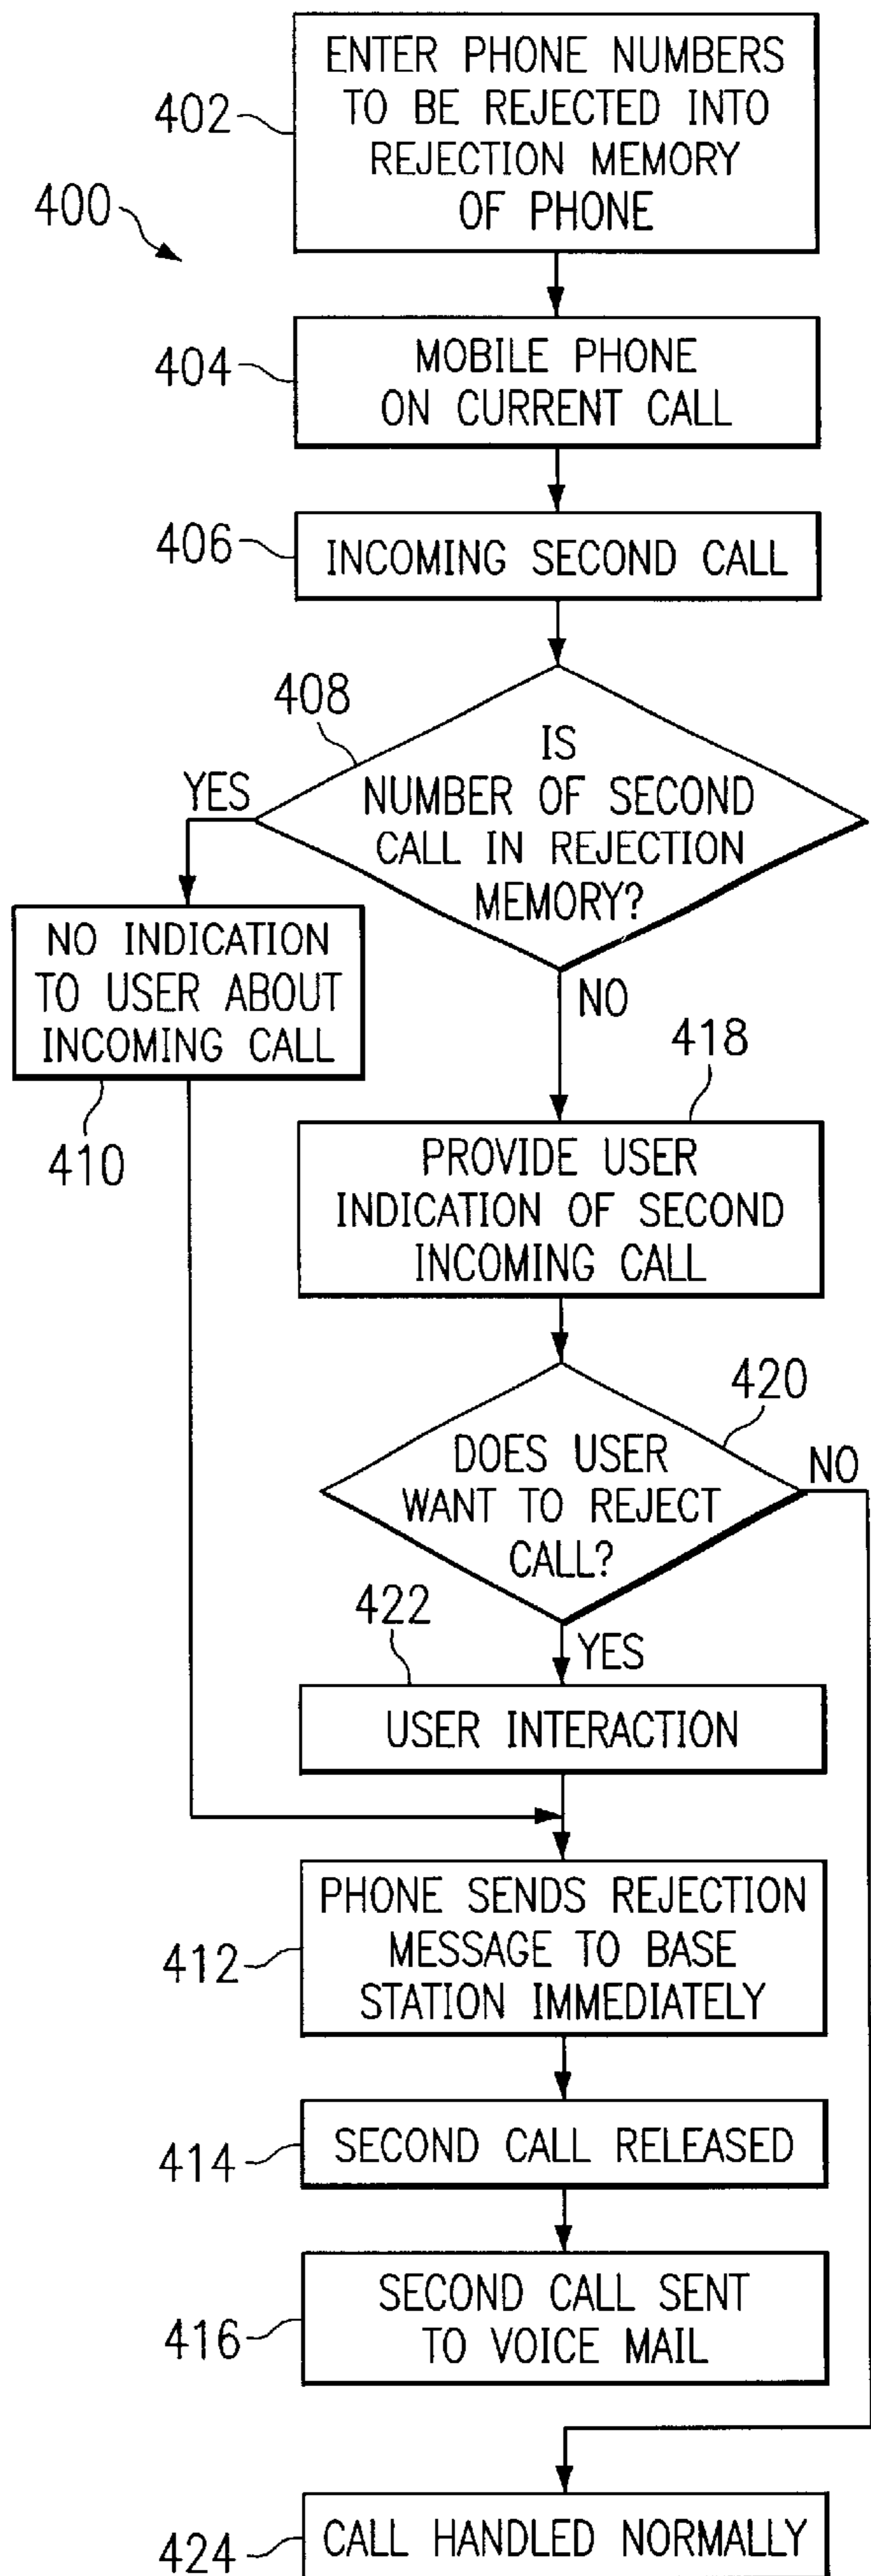 ENTER PHONE NUMBERS
TO BE REJECTED INTO
REJECTION MEMORY
OF PHONE
402
400
MOBILE PHONE
ON CURRENT CALL
404
406
INCOMING SECOND CALL
408
IS
NUMBER OF SECOND
CALL IN REJECTION
MEMORY?
YES
NO INDICATION
TO USER ABOUT
INCOMING CALL
410
NO
418
PROVIDE USER
INDICATION OF SECOND
INCOMING CALL
420
DOES USER
WANT TO REJECT
CALL?
NO
422
YES
USER INTERACTION
PHONE SENDS REJECTION
MESSAGE TO BASE
STATION IMMEDIATELY
412
SECOND CALL RELEASED
414
SECOND CALL SENT
TO VOICE MAIL
416
CALL HANDLED NORMALLY
424